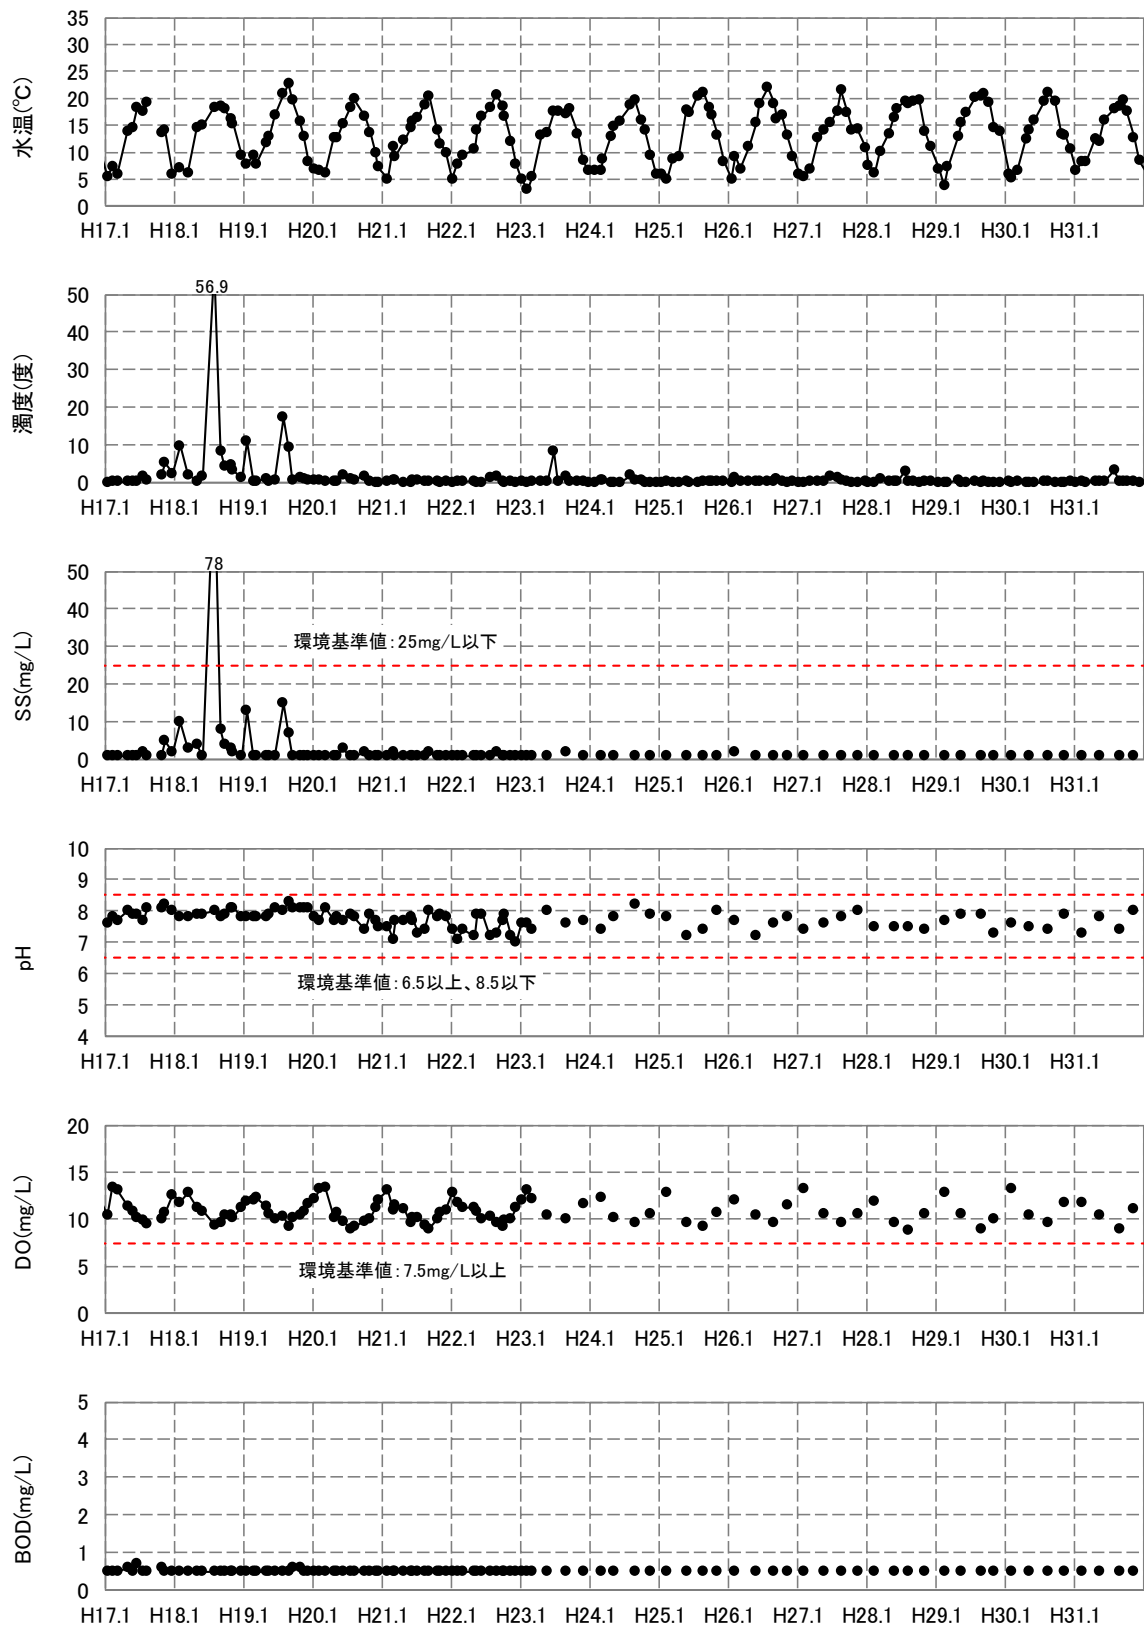 水温(℃)
35
30
25
20
15
10
5
0
H17.1 H18.1 H19.1 H20.1 H21.1 H22.1 H23.1 H24.1 H25.1 H26.1 H27.1 H28.1 H29.1 H30.1 H31.1
濁度(度)
56.9
50
40
30
20
10
0
H17.1 H18.1 H19.1 H20.1 H21.1 H22.1 H23.1 H24.1 H25.1 H26.1 H27.1 H28.1 H29.1 H30.1 H31.1
SS(mg/L)
78
50
40
30
環境基準値：25mg/L以下
20
10
0
H17.1 H18.1 H19.1 H20.1 H21.1 H22.1 H23.1 H24.1 H25.1 H26.1 H27.1 H28.1 H29.1 H30.1 H31.1
pH
10
9
8
7
6
環境基準値：6.5以上、8.5以下
5
4
H17.1 H18.1 H19.1 H20.1 H21.1 H22.1 H23.1 H24.1 H25.1 H26.1 H27.1 H28.1 H29.1 H30.1 H31.1
DO(mg/L)
20
15
10
5
環境基準値：7.5mg/L以上
0
H17.1 H18.1 H19.1 H20.1 H21.1 H22.1 H23.1 H24.1 H25.1 H26.1 H27.1 H28.1 H29.1 H30.1 H31.1
BOD(mg/L)
5
4
3
2
1
0
H17.1 H18.1 H19.1 H20.1 H21.1 H22.1 H23.1 H24.1 H25.1 H26.1 H27.1 H28.1 H29.1 H30.1 H31.1